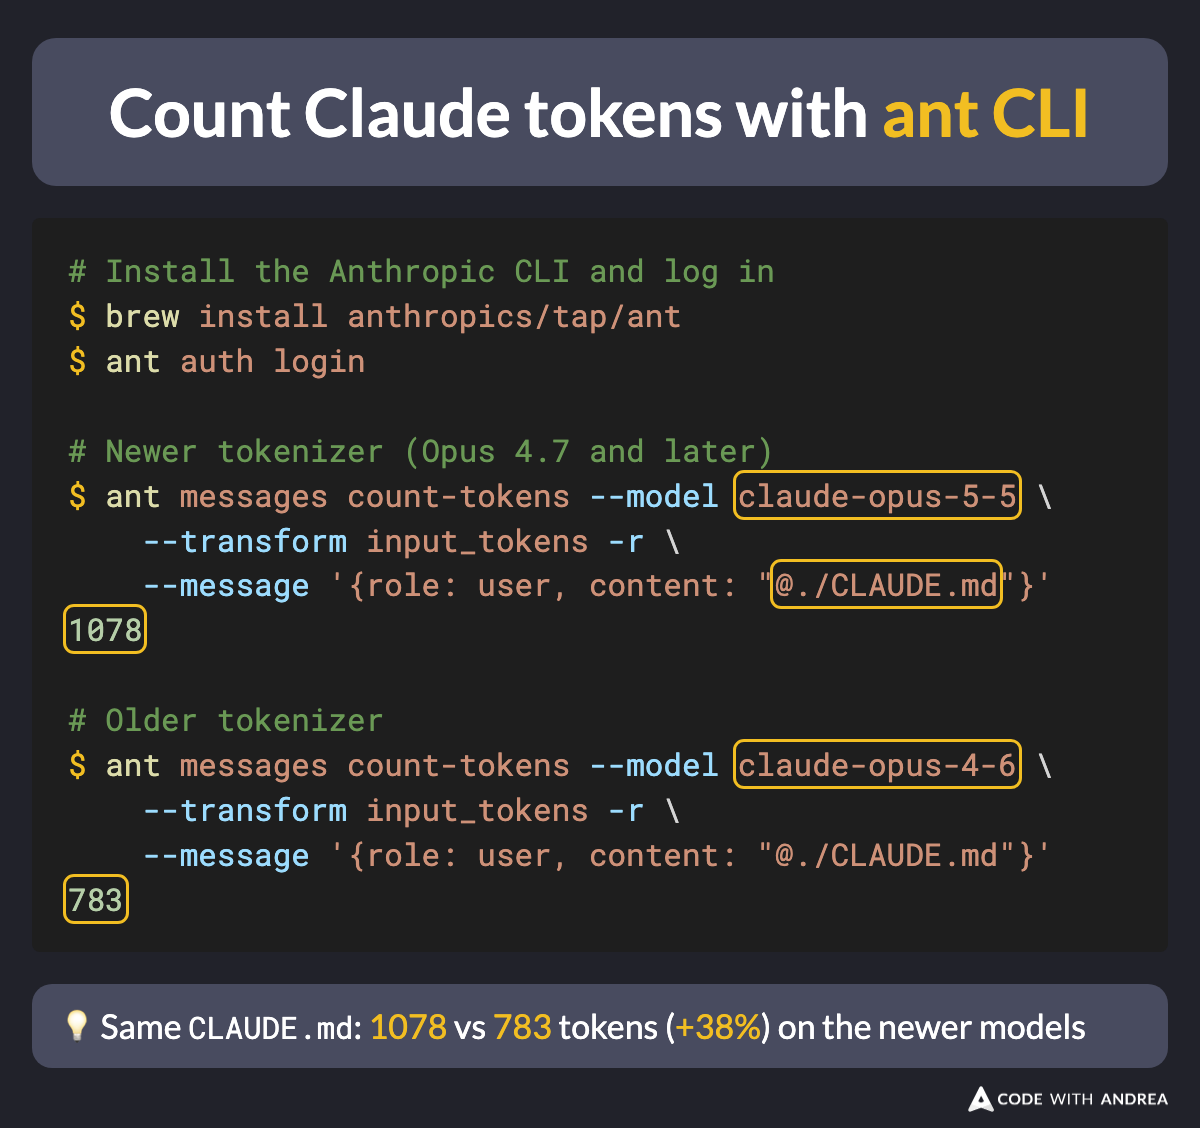 Count Claude tokens with ant CLI
# Install the Anthropic CLI and log in
$ brew install anthropics/tap/ant
$ ant auth login
# Newer tokenizer (Opus 4.7 and later)
$ ant messages count-tokens --model claude-opus-5-5 \
--transform input_tokens -r \
--message '{role: user, content: "@./CLAUDE.md"}'
1078
# Older tokenizer
$ ant messages count-tokens --model claude-opus-4-6 \
--transform input_tokens -r \
--message '{role: user, content: "@./CLAUDE.md"}'
783
💡 Same CLAUDE.md: 1078 vs 783 tokens (+38%) on the newer models
CODE WITH ANDREA